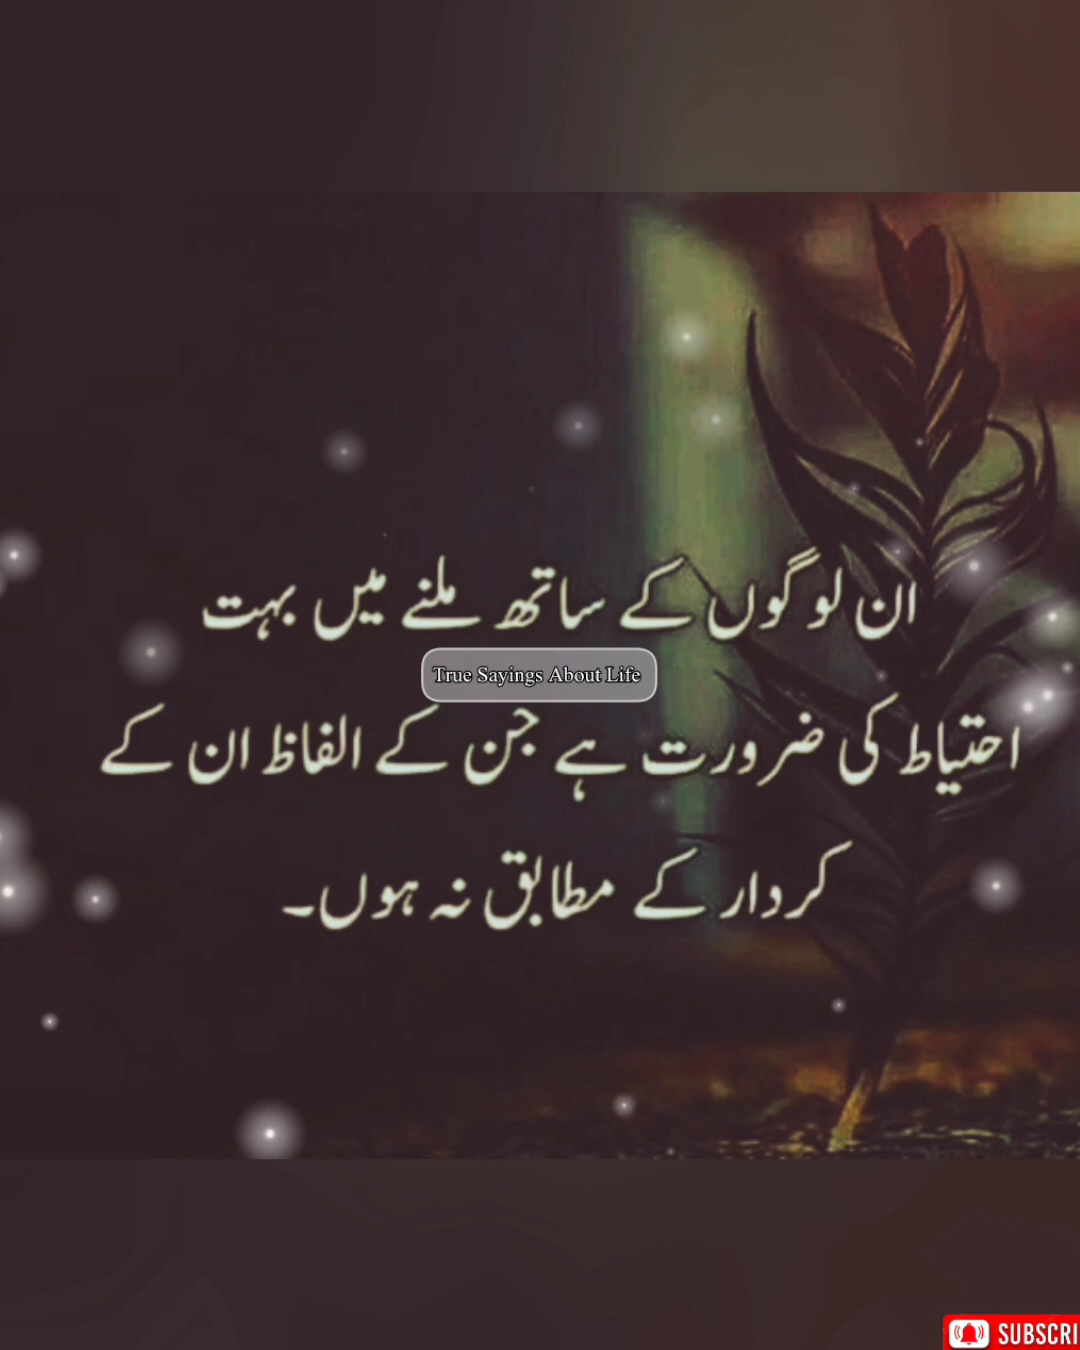 ان لوگوں کے ساتھ ملنے میں بہت
True Sayings About Life
احتیاط کی ضرورت ہے جن کے الفاظ ان کے
کردار کے مطابق نہ ہوں۔
SUBSCRI